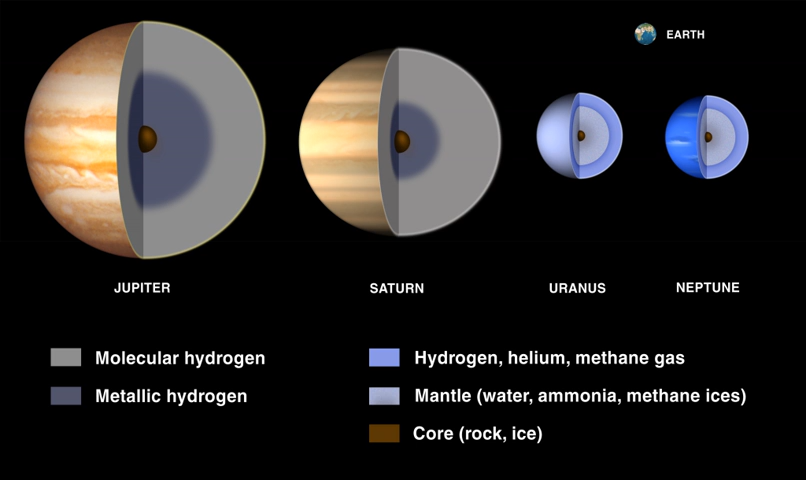 EARTH
JUPITER
SATURN
URANUS
NEPTUNE
Molecular hydrogen
Metallic hydrogen
Hydrogen, helium, methane gas
Mantle (water, ammonia, methane ices)
Core (rock, ice)